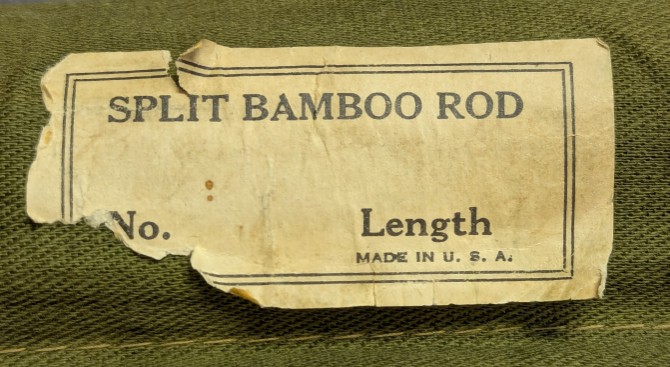 SPLIT BAMBOO ROD
No. Length
MADE IN U. S. A.